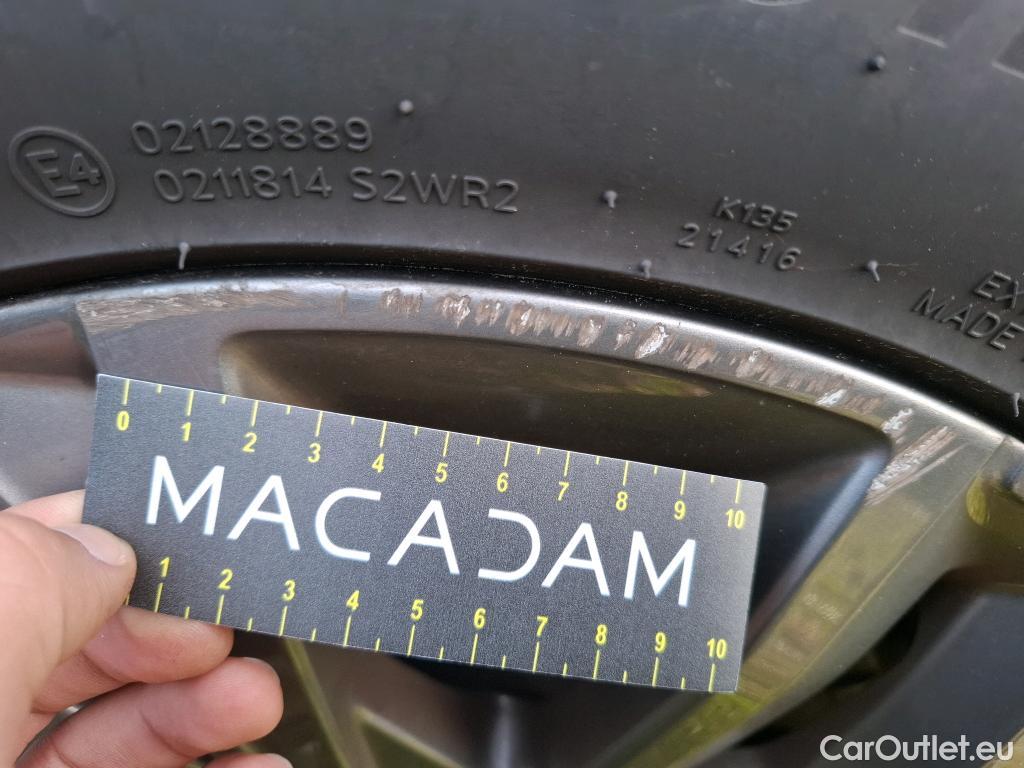 E4
02128889
0211814 S2WR2
K135
21416
MADE
0 1 2 3 4 5 6 7 8 9 10
MACADAM
1 2 3 4 5 6 7 8 9 10
CarOutlet.eu